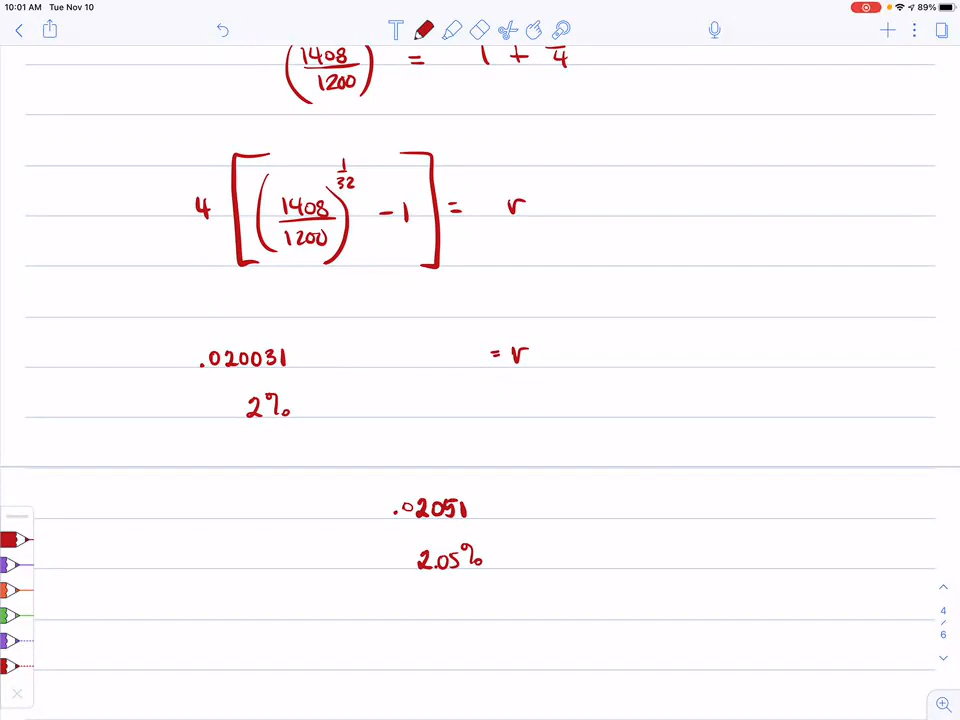 10:01 AM Tue Nov 10 89%
T
(1408/1200) = 1 + /4
4 [(1408/1200)^(1/32) - 1] = r
.020031 = r
2%
.02051
2.05%
4
/
6